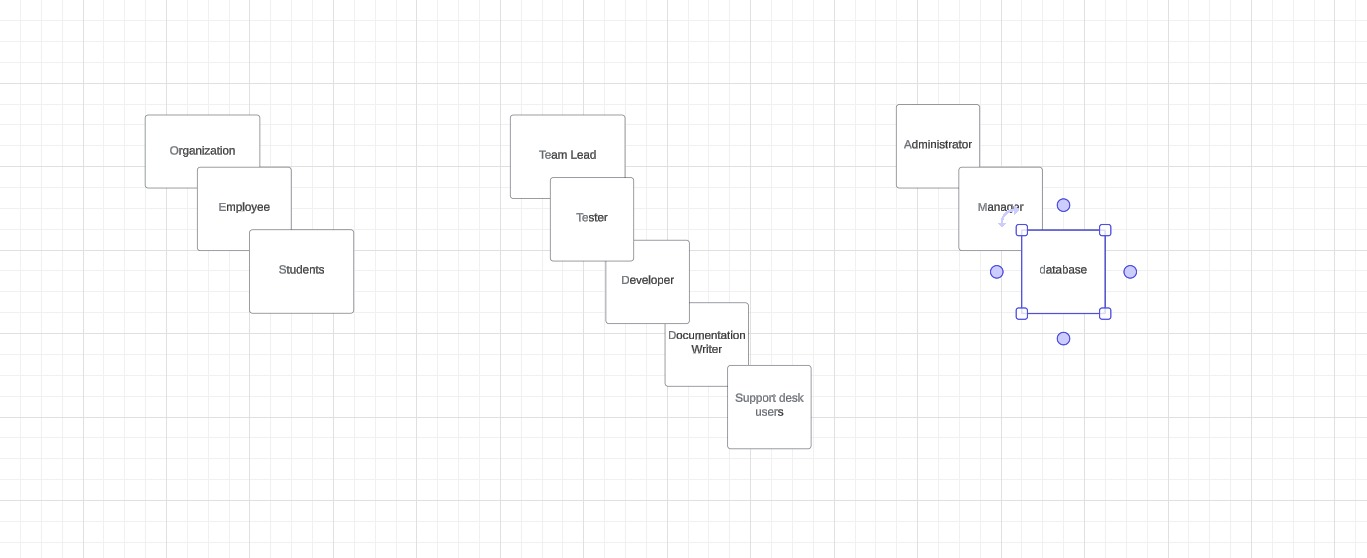 Organization
Employee
Students
Team Lead
Tester
Developer
Documentation
Writer
Support desk
users
Administrator
Manager
database